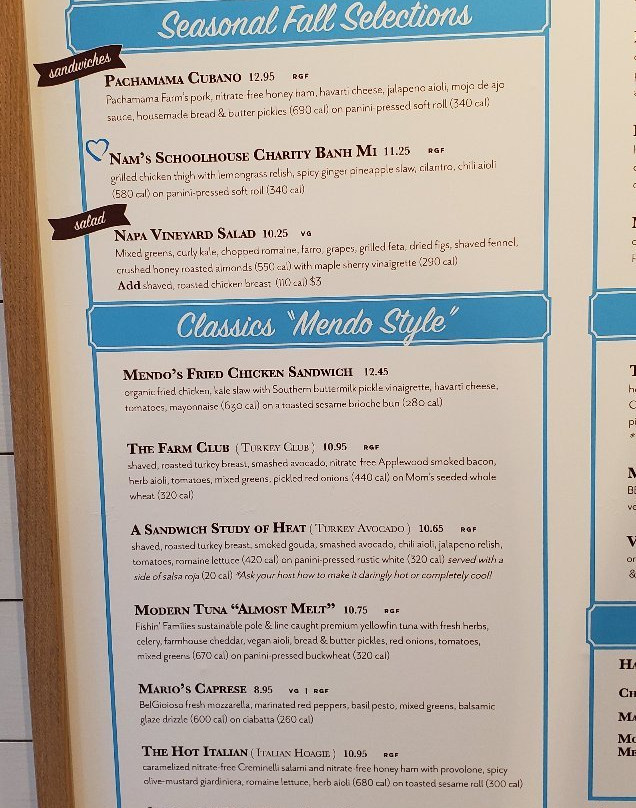 Seasonal Fall Selections
sandwiches
PACHAMAMA CUBANO 12.95 RGF
Pachamama Farm's pork, nitrate-free honey ham, havarti cheese, jalapeno aioli, mojo de ajo
sauce, housemade bread & butter pickles (690 cal) on panini-pressed soft roll (340 cal)
NAM'S SCHOOLHOUSE CHARITY BANH MI 11.25 RGF
grilled chicken thigh with lemongrass relish, spicy ginger pineapple slaw, cilantro, chili aioli
(580 cal) on panini-pressed soft roll (340 cal)
salad
NAPA VINEYARD SALAD 10.25 VG
Mixed greens, curly kale, chopped romaine, farro, grapes, grilled feta, dried figs, shaved fennel,
crushed honey roasted almonds (550 cal) with maple sherry vinaigrette (290 cal)
Add shaved, roasted chicken breast (110 cal) $3
Classics "Mendo Style"
MENDO'S FRIED CHICKEN SANDWICH 12.45
organic fried chicken, kale slaw with Southern buttermilk pickle vinaigrette, havarti cheese,
tomatoes, mayonnaise (630 cal) on a toasted sesame brioche bun (280 cal)
THE FARM CLUB (TURKEY CLUB) 10.95 RGF
shaved, roasted turkey breast, smashed avocado, nitrate-free Applewood smoked bacon,
herb aioli, tomatoes, mixed greens, pickled red onions (440 cal) on Mom's seeded whole
wheat (320 cal)
A SANDWICH STUDY OF HEAT (TURKEY AVOCADO) 10.65 RGF
shaved, roasted turkey breast, smoked gouda, smashed avocado, chili aioli, jalapeno relish,
tomatoes, romaine lettuce (420 cal) on panini-pressed rustic white (320 cal) served with a
side of salsa roja (20 cal) *Ask your host how to make it daringly hot or completely cool!
MODERN TUNA "ALMOST MELT" 10.75 RGF
Fishin' Families sustainable pole & line caught premium yellowfin tuna with fresh herbs,
celery, farmhouse cheddar, vegan aioli, bread & butter pickles, red onions, tomatoes,
mixed greens (670 cal) on panini-pressed buckwheat (320 cal)
MARIO'S CAPRESE 8.95 VG | RGF
BelGioioso fresh mozzarella, marinated red peppers, basil pesto, mixed greens, balsamic
glaze drizzle (600 cal) on ciabatta (260 cal)
THE HOT ITALIAN (ITALIAN HOAGIE) 10.95 RGF
caramelized nitrate-free Creminelli salami and nitrate-free honey ham with provolone, spicy
olive-mustard giardiniera, romaine lettuce, herb aioli (680 cal) on toasted sesame roll (300 cal)